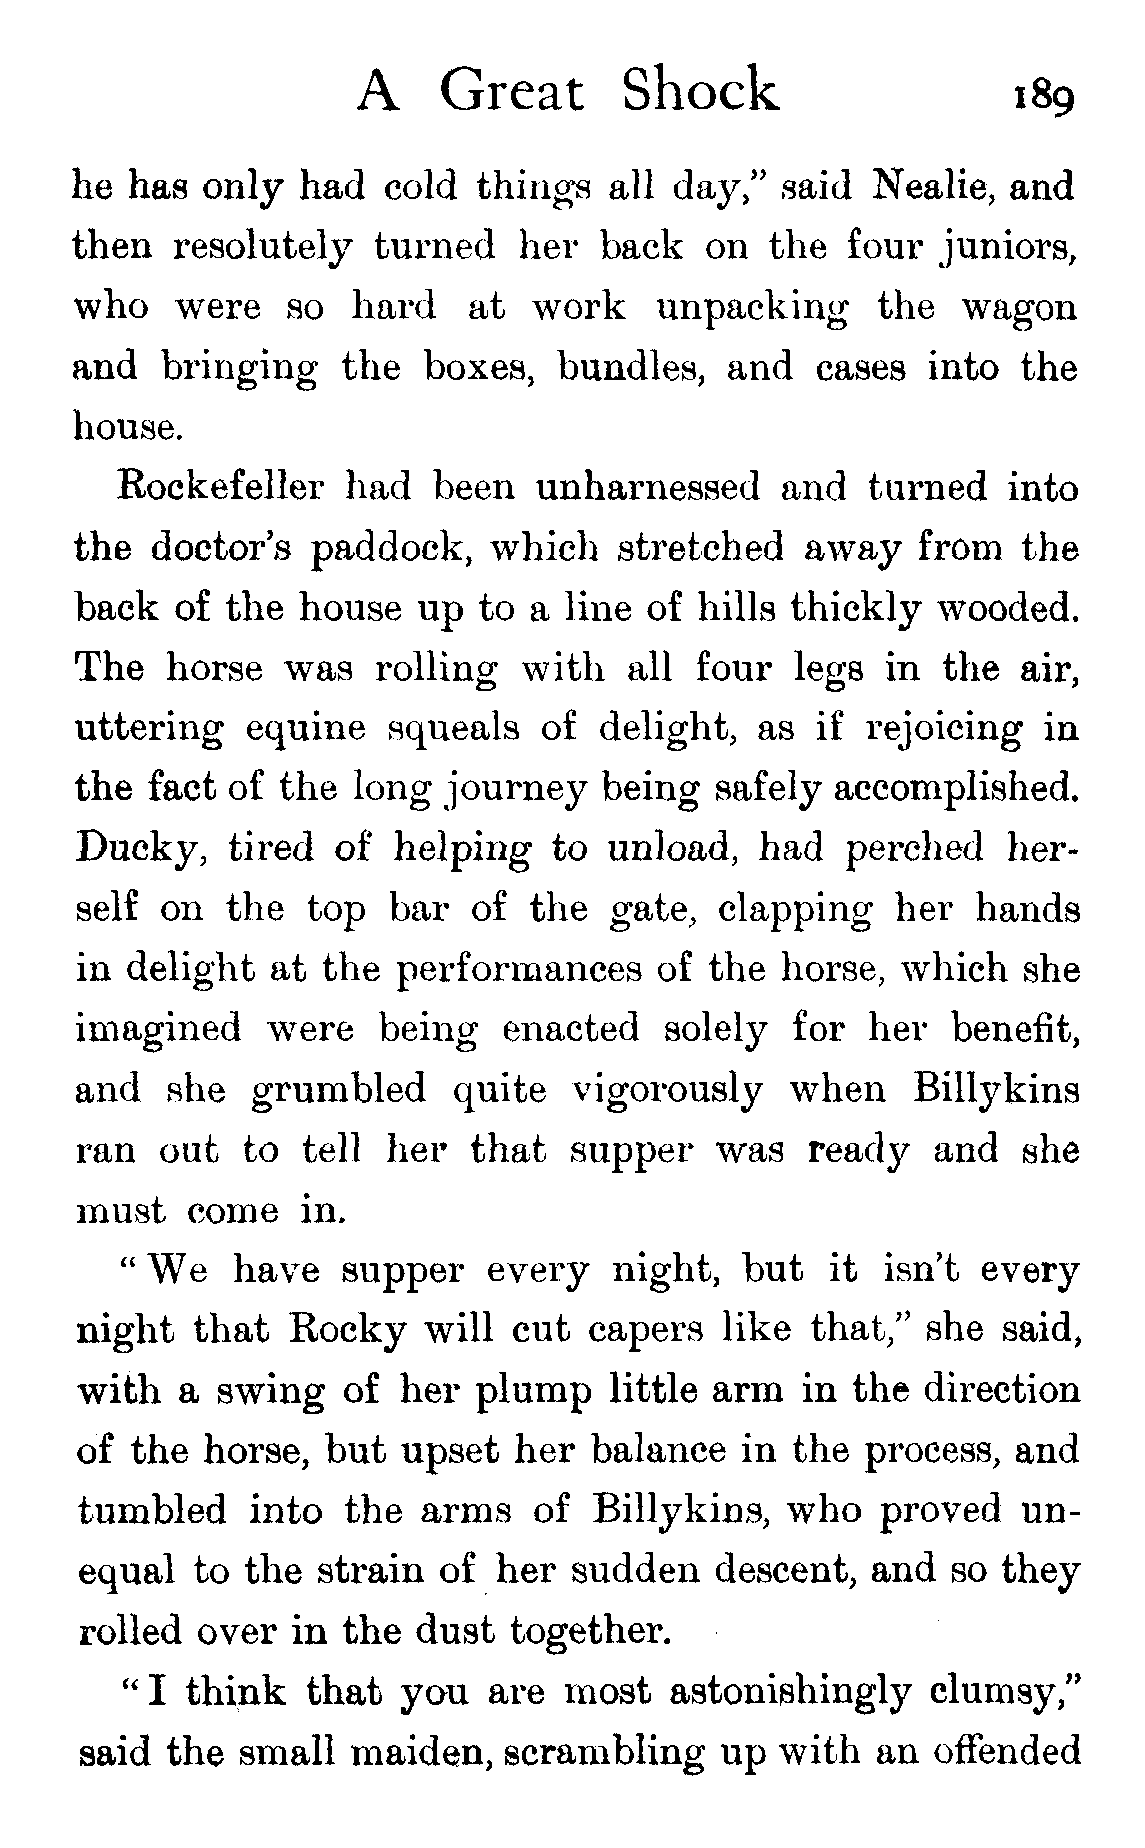 A Great Shock 189
he has only had cold things all day,” said Nealie, and
then resolutely turned her back on the four juniors,
who were so hard at work unpacking the wagon
and bringing the boxes, bundles, and cases into the
house.
Rockefeller had been unharnessed and turned into
the doctor’s paddock, which stretched away from the
back of the house up to a line of hills thickly wooded.
The horse was rolling with all four legs in the air,
uttering equine squeals of delight, as if rejoicing in
the fact of the long journey being safely accomplished.
Ducky, tired of helping to unload, had perched her-
self on the top bar of the gate, clapping her hands
in delight at the performances of the horse, which she
imagined were being enacted solely for her benefit,
and she grumbled quite vigorously when Billykins
ran out to tell her that supper was ready and she
must come in.
“We have supper every night, but it isn’t every
night that Rocky will cut capers like that,” she said,
with a swing of her plump little arm in the direction
of the horse, but upset her balance in the process, and
tumbled into the arms of Billykins, who proved un-
equal to the strain of her sudden descent, and so they
rolled over in the dust together.
“I think that you are most astonishingly clumsy,”
said the small maiden, scrambling up with an offended